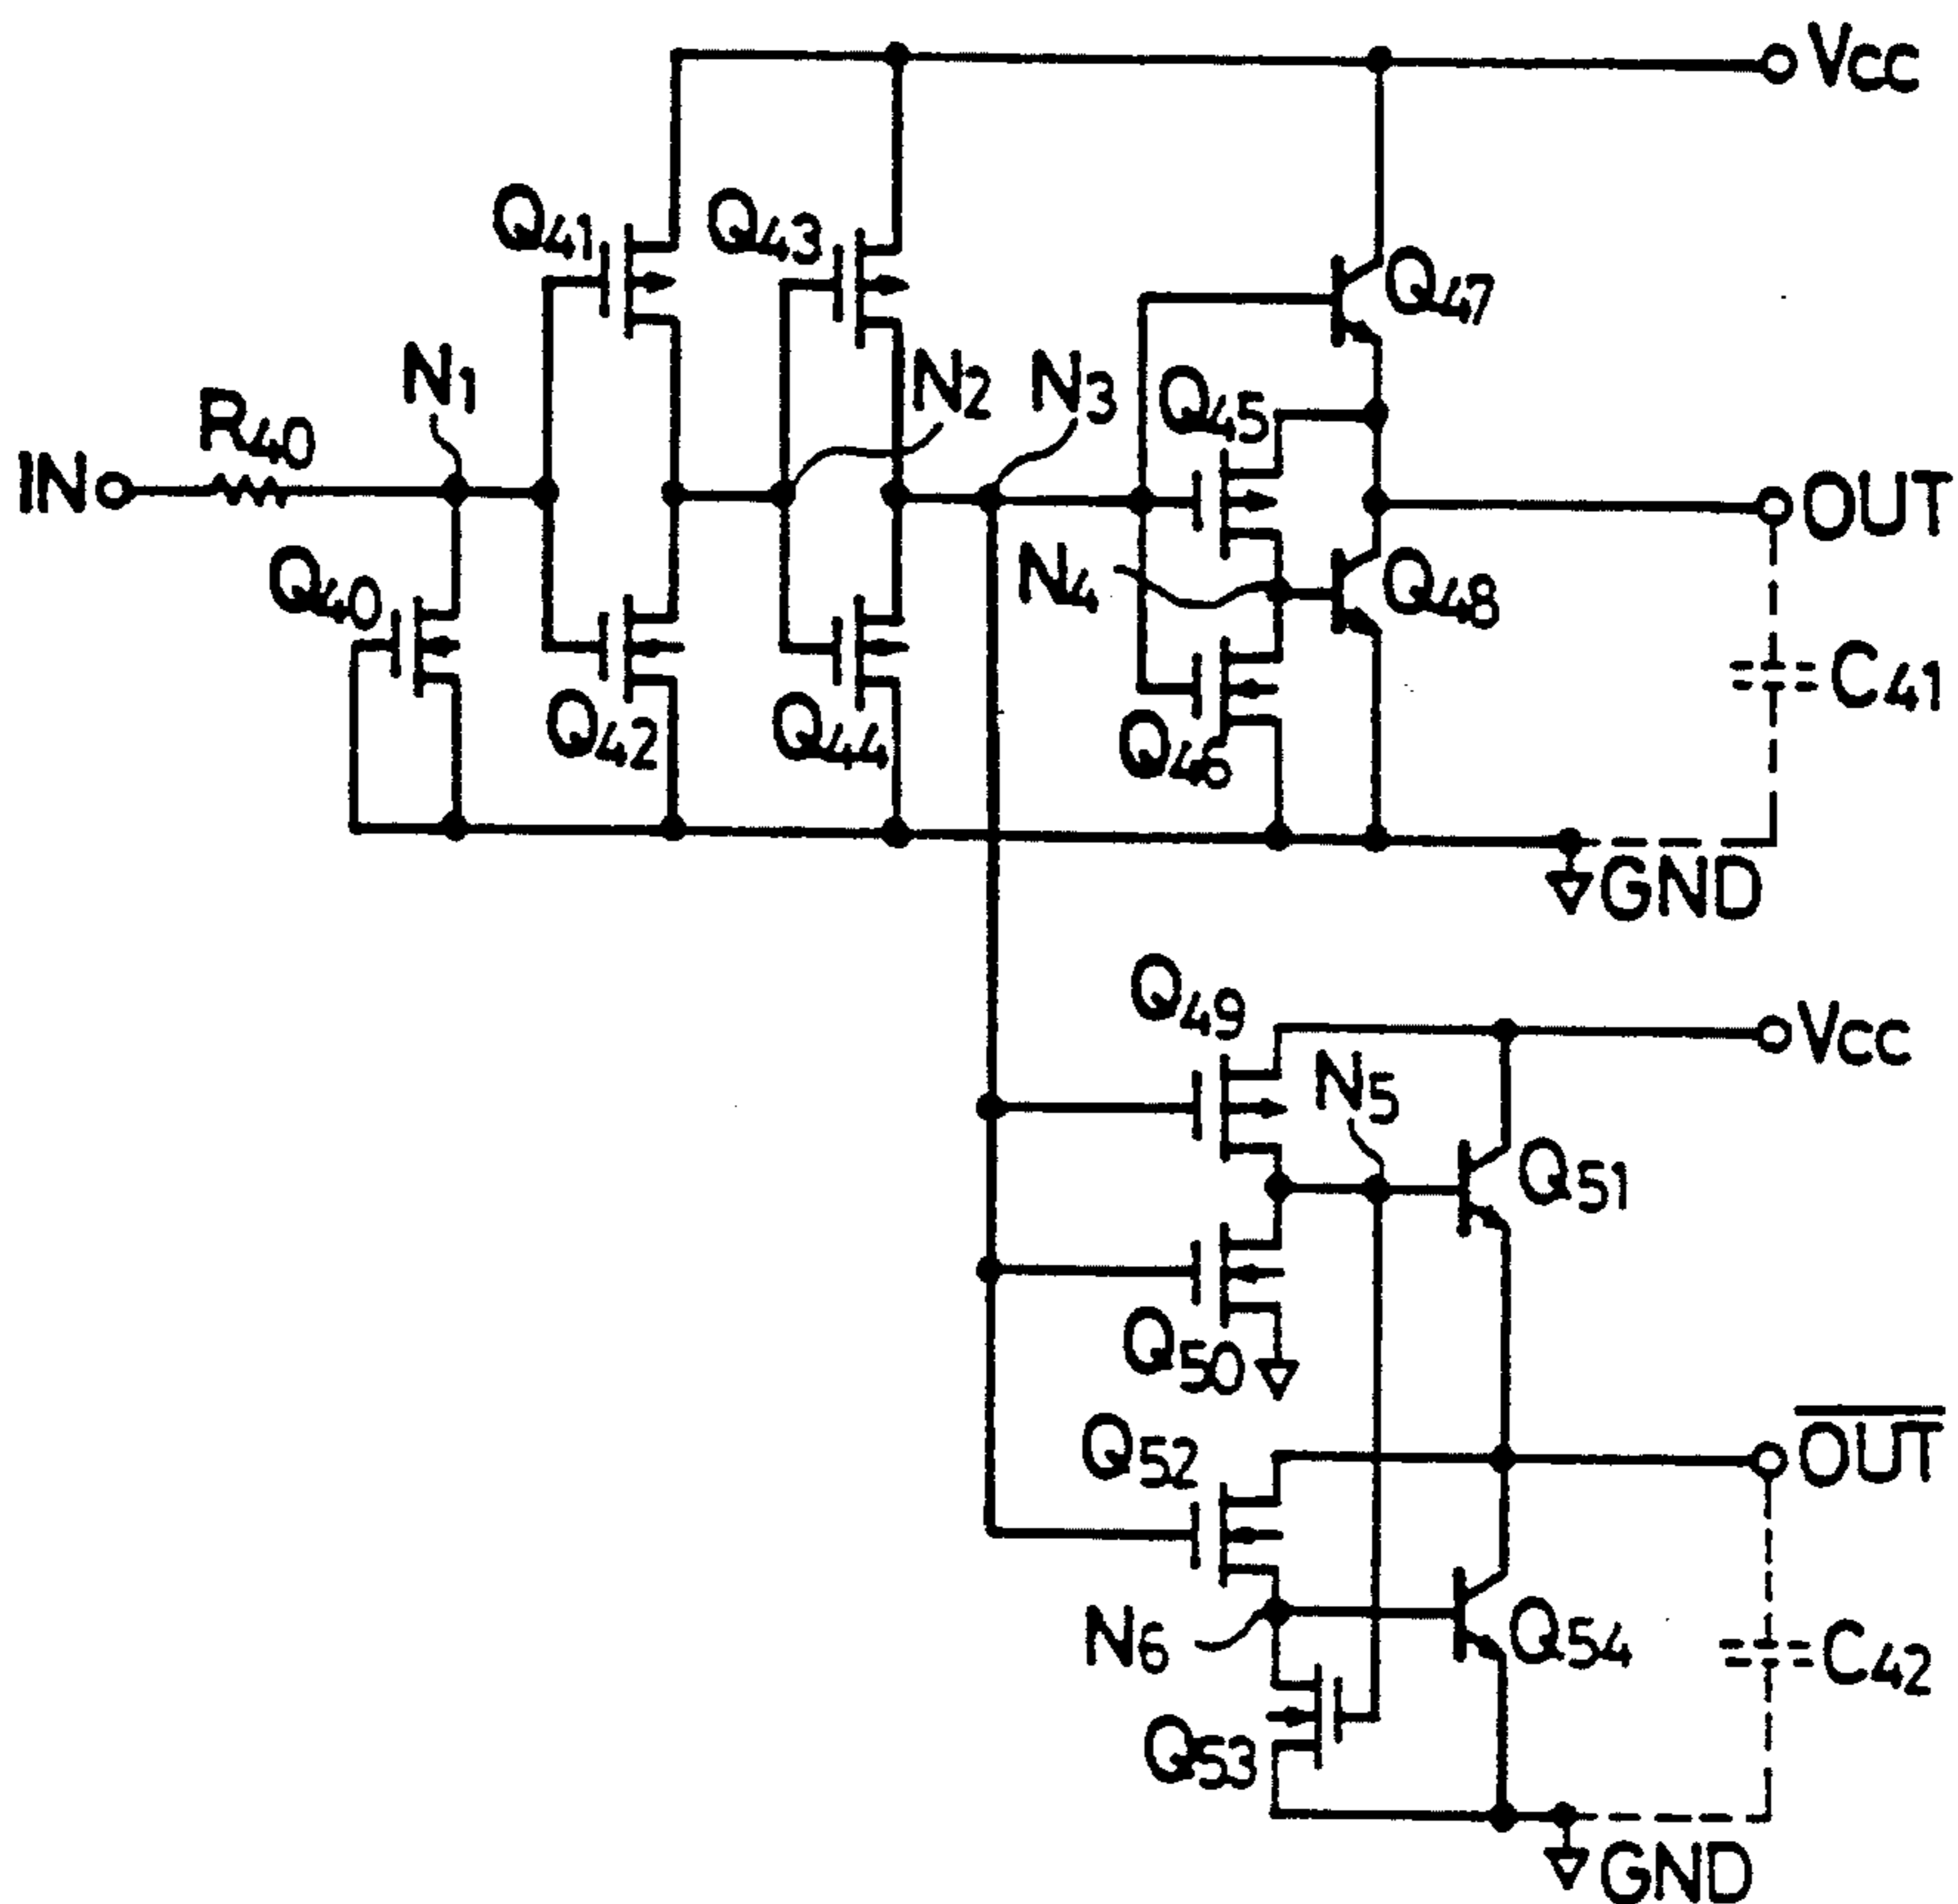 Vcc
Q41
Q43
Q47
N1
N2
N3
Q45
R40
IN
OUT
Q40
N4
Q48
C41
Q42
Q44
Q46
GND
Q49
Vcc
N5
Q51
Q50
OUT
Q52
N6
Q54
C42
Q53
GND